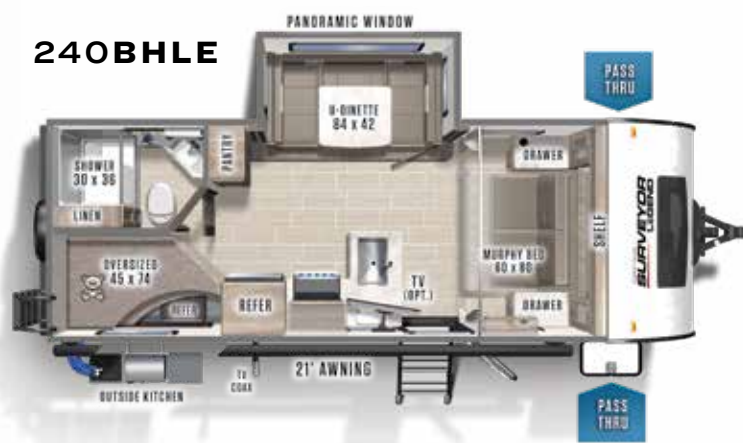 PANORAMIC WINDOW
240BHLE
PASS
THRU
U-DINETTE
84 x 42
PANTRY
SHOWER
30 x 36
LINEN
DRAWER
SHELF
SURVEYOR
LEGEND
MURPHY BED
60 x 80
OVERSIZED
45 x 74
REFER
REFER
TV
(OPT.)
DRAWER
21' AWNING
TV
COAX
OUTSIDE KITCHEN
PASS
THRU